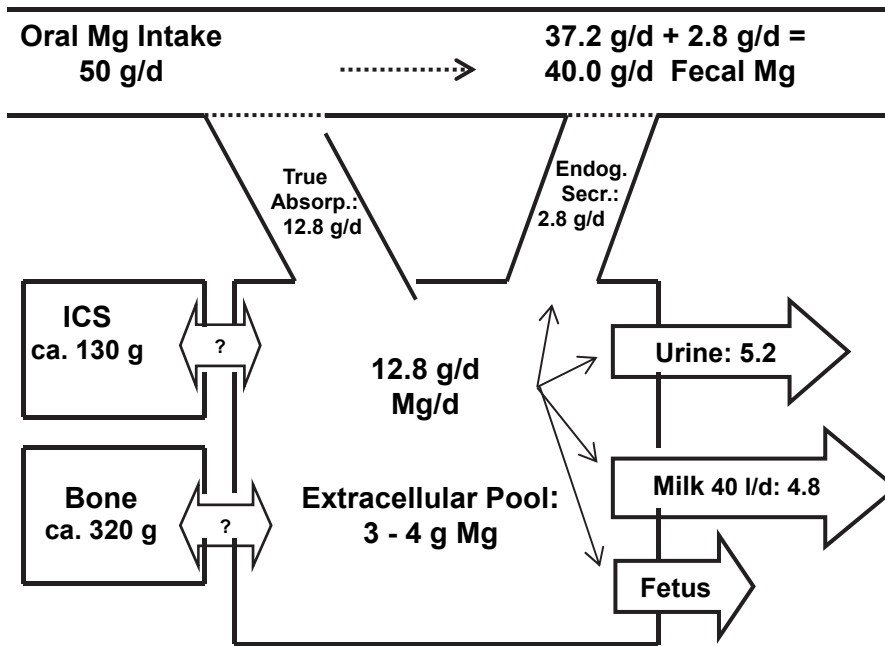 Oral Mg Intake
50 g/d
37.2 g/d + 2.8 g/d =
40.0 g/d Fecal Mg
True
Absorp.:
12.8 g/d
Endog.
Secr.:
2.8 g/d
ICS
ca. 130 g
?
12.8 g/d
Mg/d
Urine: 5.2
Bone
ca. 320 g
?
Extracellular Pool:
3 - 4 g Mg
Milk 40 l/d: 4.8
Fetus